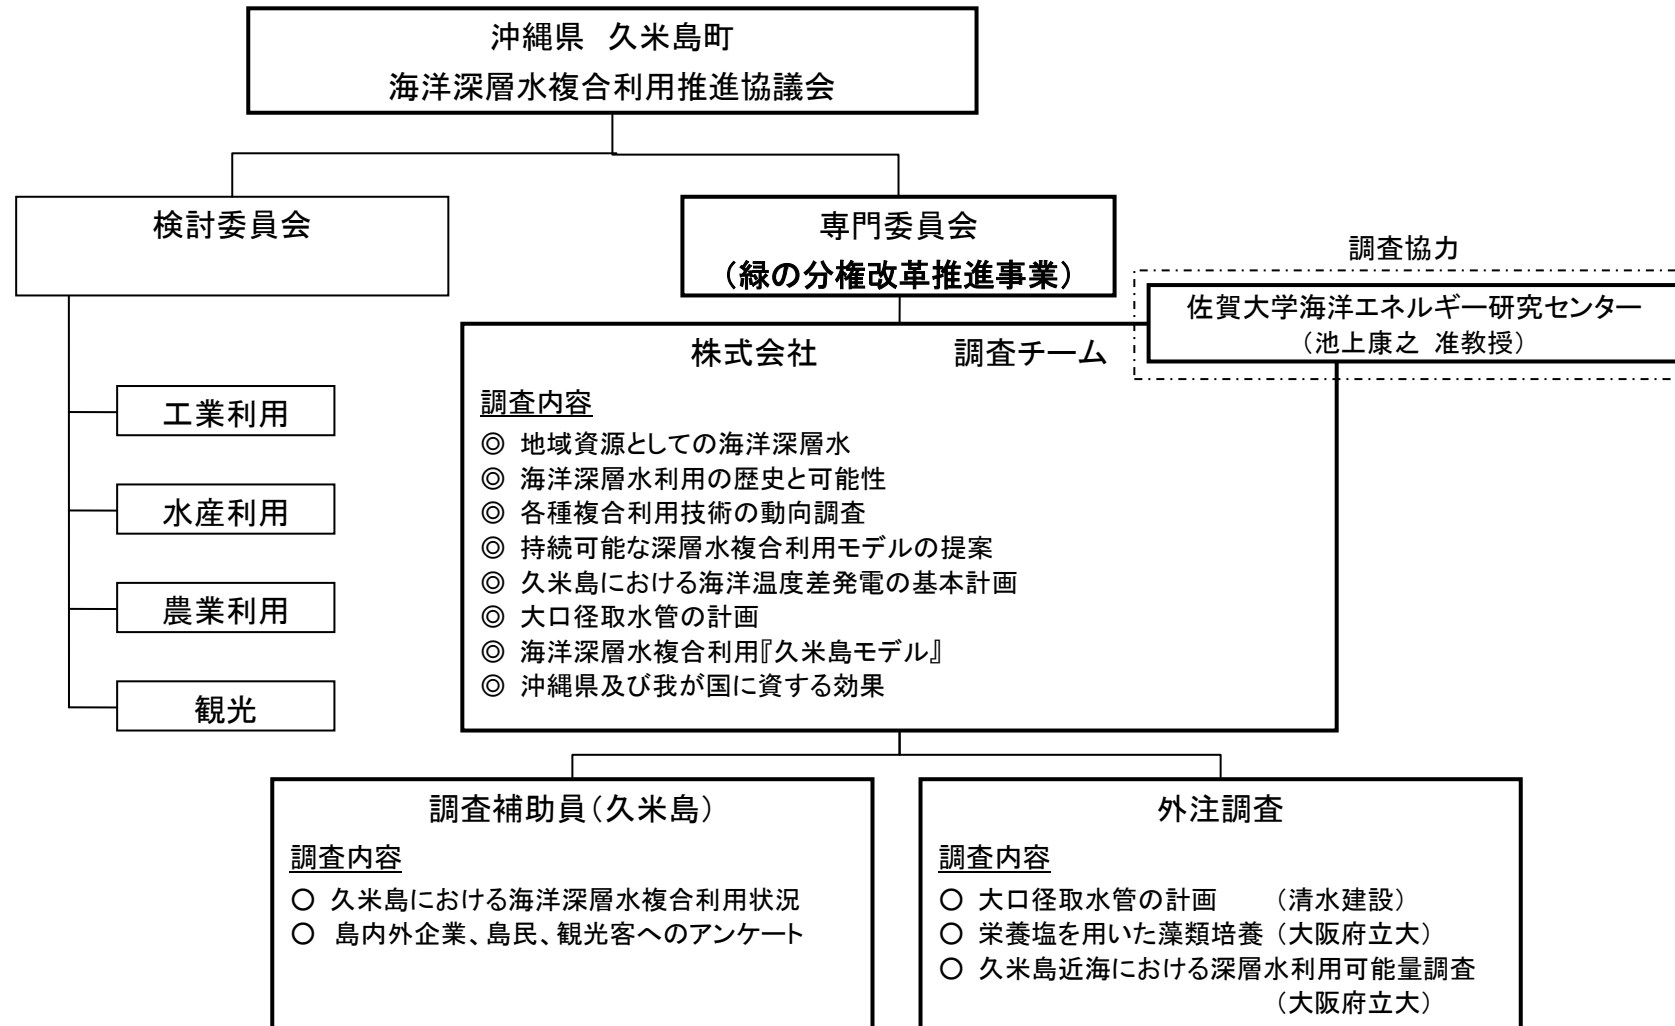 沖縄県　久米島町
海洋深層水複合利用推進協議会
検討委員会
工業利用
水産利用
農業利用
観光
専門委員会
（緑の分権改革推進事業）
調査協力
佐賀大学海洋エネルギー研究センター
（池上康之 准教授）
株式会社　　　　調査チーム
調査内容
◎ 地域資源としての海洋深層水
◎ 海洋深層水利用の歴史と可能性
◎ 各種複合利用技術の動向調査
◎ 持続可能な深層水複合利用モデルの提案
◎ 久米島における海洋温度差発電の基本計画
◎ 大口径取水管の計画
◎ 海洋深層水複合利用『久米島モデル』
◎ 沖縄県及び我が国に資する効果
調査補助員（久米島）
調査内容
○ 久米島における海洋深層水複合利用状況
○ 島内外企業、島民、観光客へのアンケート
外注調査
調査内容
○ 大口径取水管の計画　　（清水建設）
○ 栄養塩を用いた藻類培養（大阪府立大）
○ 久米島近海における深層水利用可能量調査
（大阪府立大）